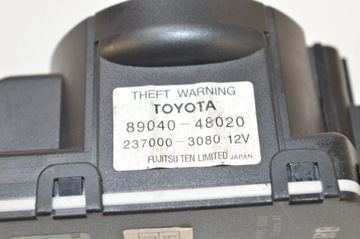 THEFT WARNING
TOYOTA
89040-48020
237000-3080 12V
FUJITSU TEN LIMITED JAPAN